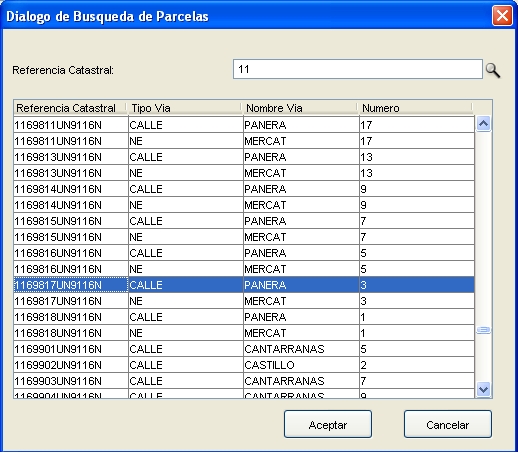 Dialogo de Busqueda de Parcelas
Referencia Catastral: 11
Referencia Catastral Tipo Via Nombre Via Numero
1169811UN9116N CALLE PANERA 17
1169811UN9116N NE MERCAT 17
1169813UN9116N CALLE PANERA 13
1169813UN9116N NE MERCAT 13
1169814UN9116N CALLE PANERA 9
1169814UN9116N NE MERCAT 9
1169815UN9116N CALLE PANERA 7
1169815UN9116N NE MERCAT 7
1169816UN9116N CALLE PANERA 5
1169816UN9116N NE MERCAT 5
1169817UN9116N CALLE PANERA 3
1169817UN9116N NE MERCAT 3
1169818UN9116N CALLE PANERA 1
1169818UN9116N NE MERCAT 1
1169901UN9116N CALLE CANTARRANAS 5
1169902UN9116N CALLE CASTILLO 2
1169903UN9116N CALLE CANTARRANAS 7
1169904UN9116N CALLE CANTARRANAS 9
Aceptar Cancelar